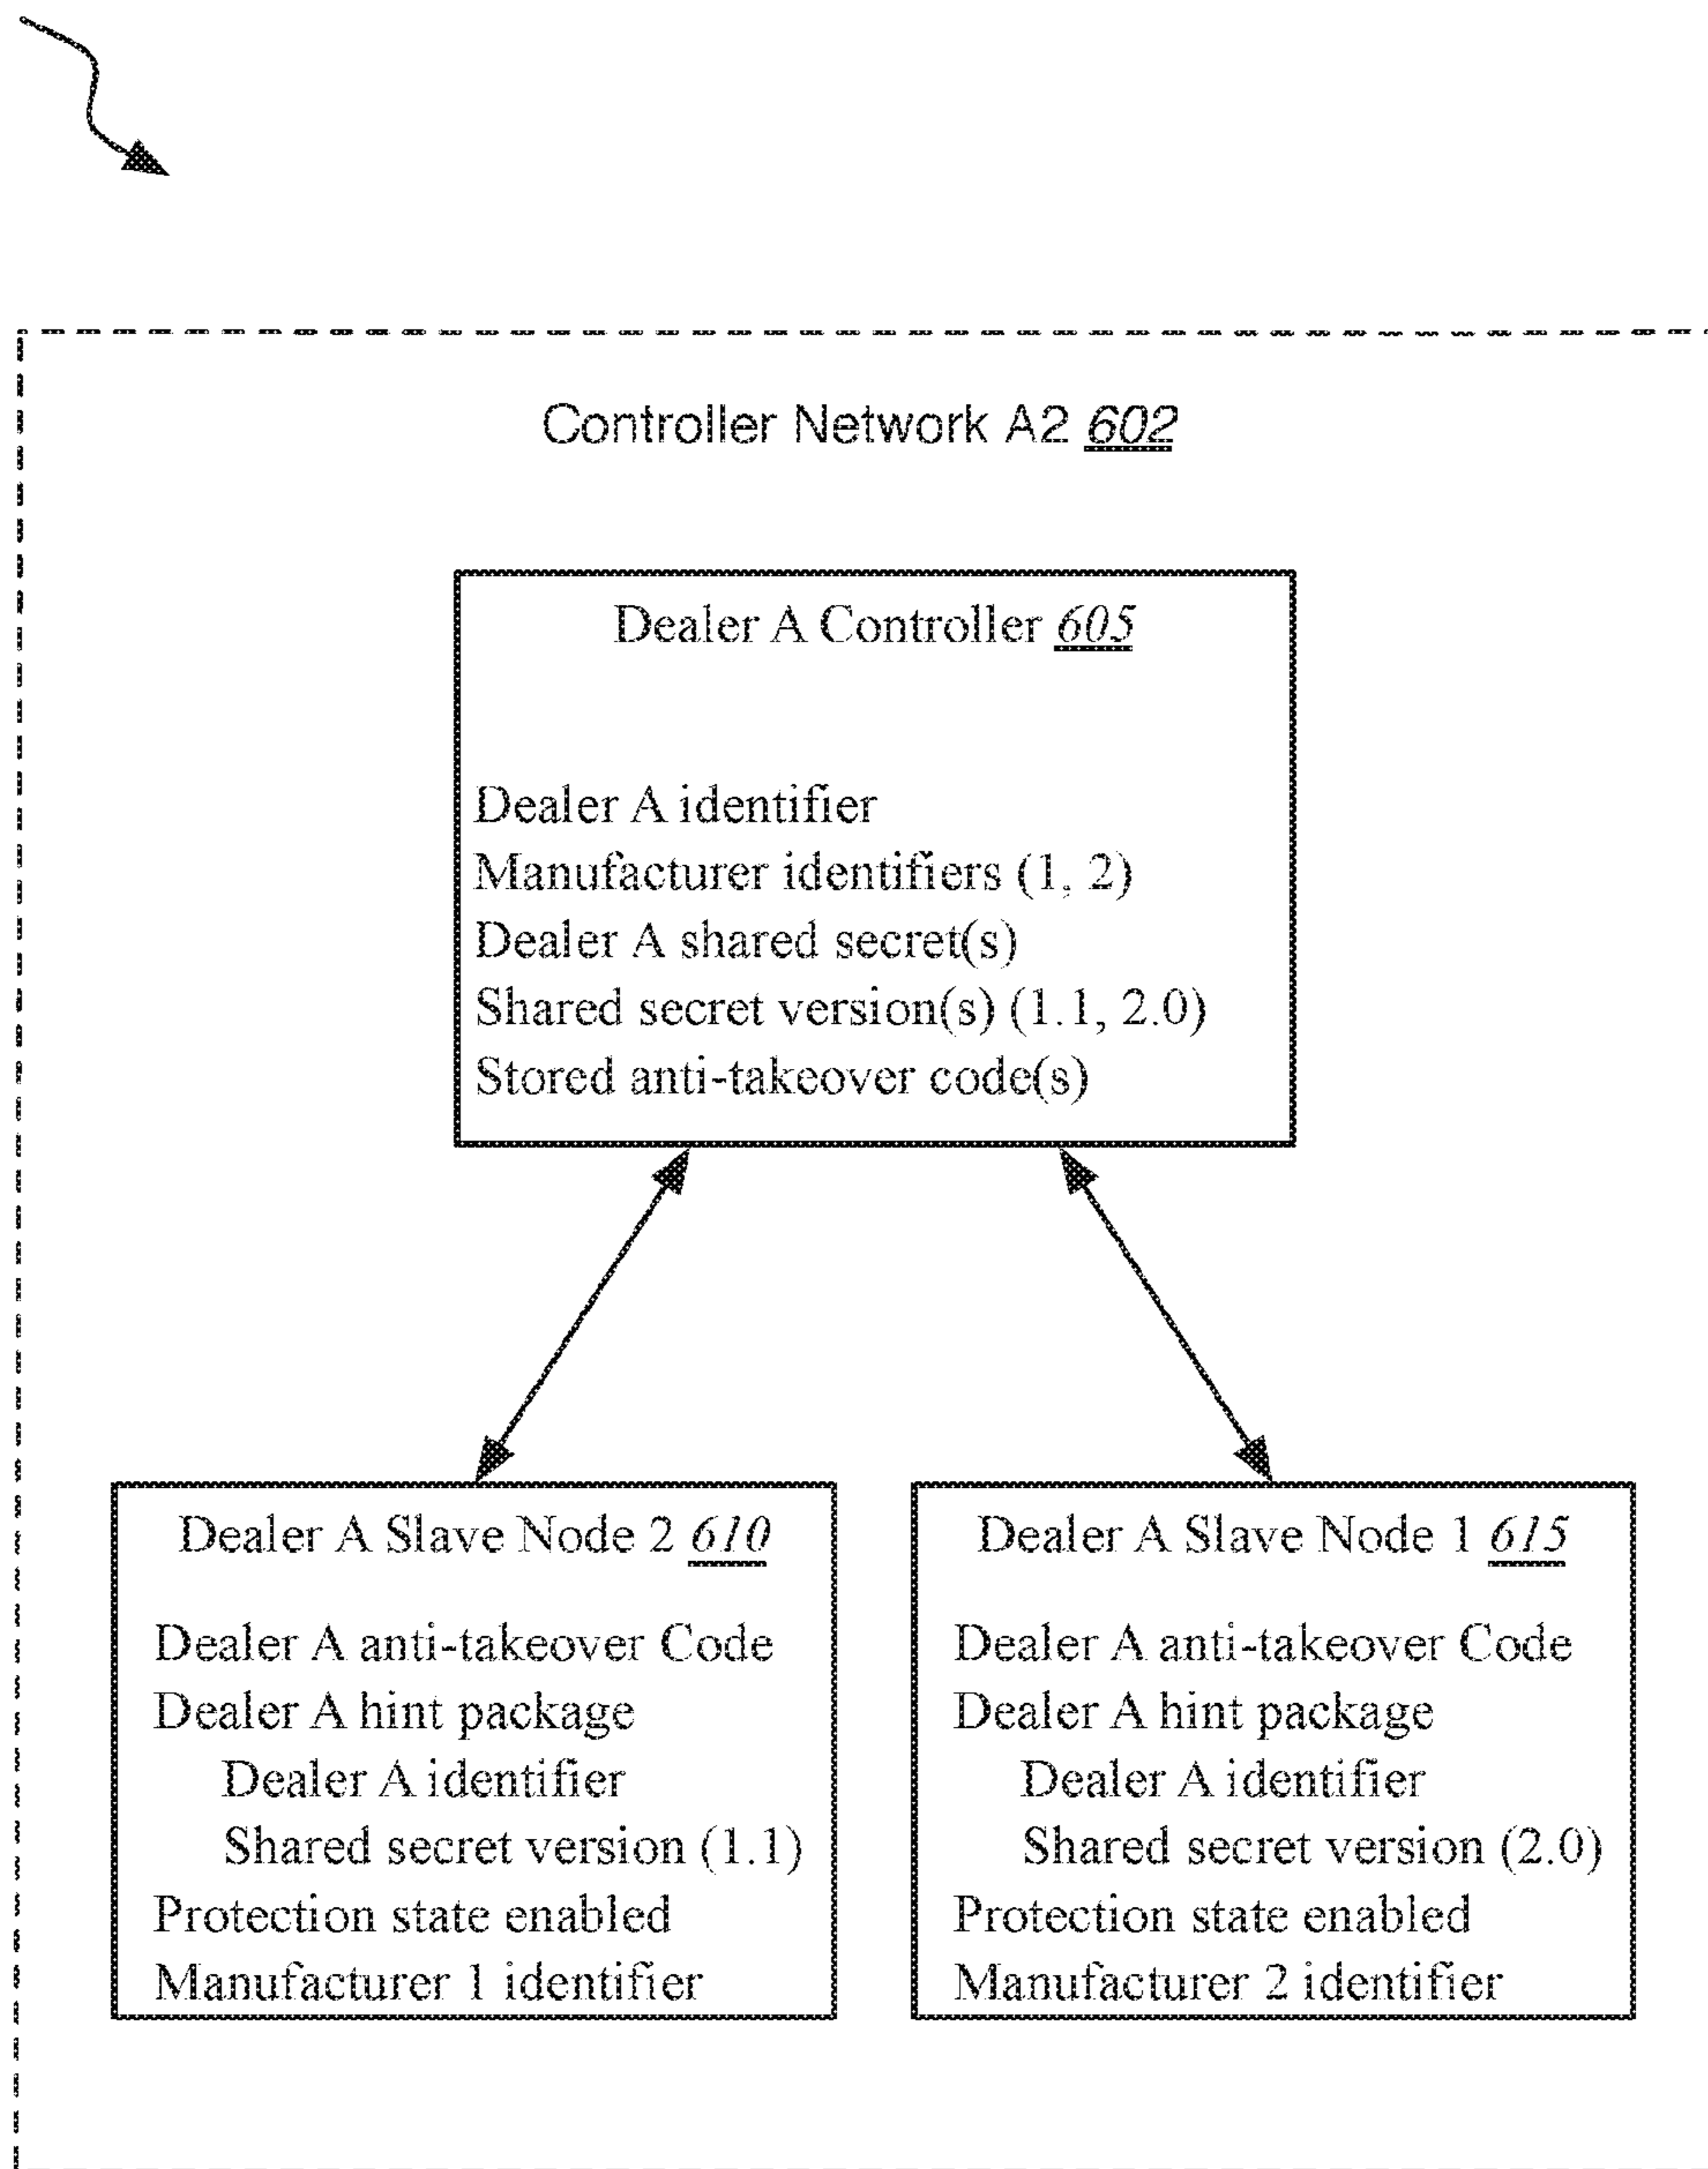 Controller Network A2 602
Dealer A Controller 605
Dealer A identifier
Manufacturer identifiers (1, 2)
Dealer A shared secret(s)
Shared secret version(s) (1.1, 2.0)
Stored anti-takeover code(s)
Dealer A Slave Node 2 610
Dealer A anti-takeover Code
Dealer A hint package
Dealer A identifier
Shared secret version (1.1)
Protection state enabled
Manufacturer 1 identifier
Dealer A Slave Node 1 615
Dealer A anti-takeover Code
Dealer A hint package
Dealer A identifier
Shared secret version (2.0)
Protection state enabled
Manufacturer 2 identifier